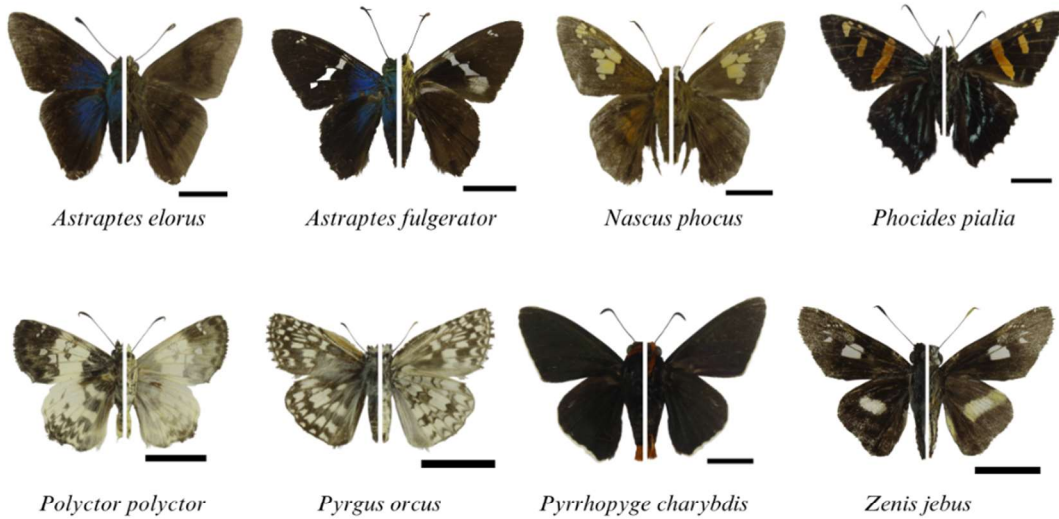 Astraptes elorus
Astraptes fulgerator
Nascus phocus
Phocides pialia
Polyctor polyctor
Pyrgus orcus
Pyrrhopyge charybdis
Zenis jebus